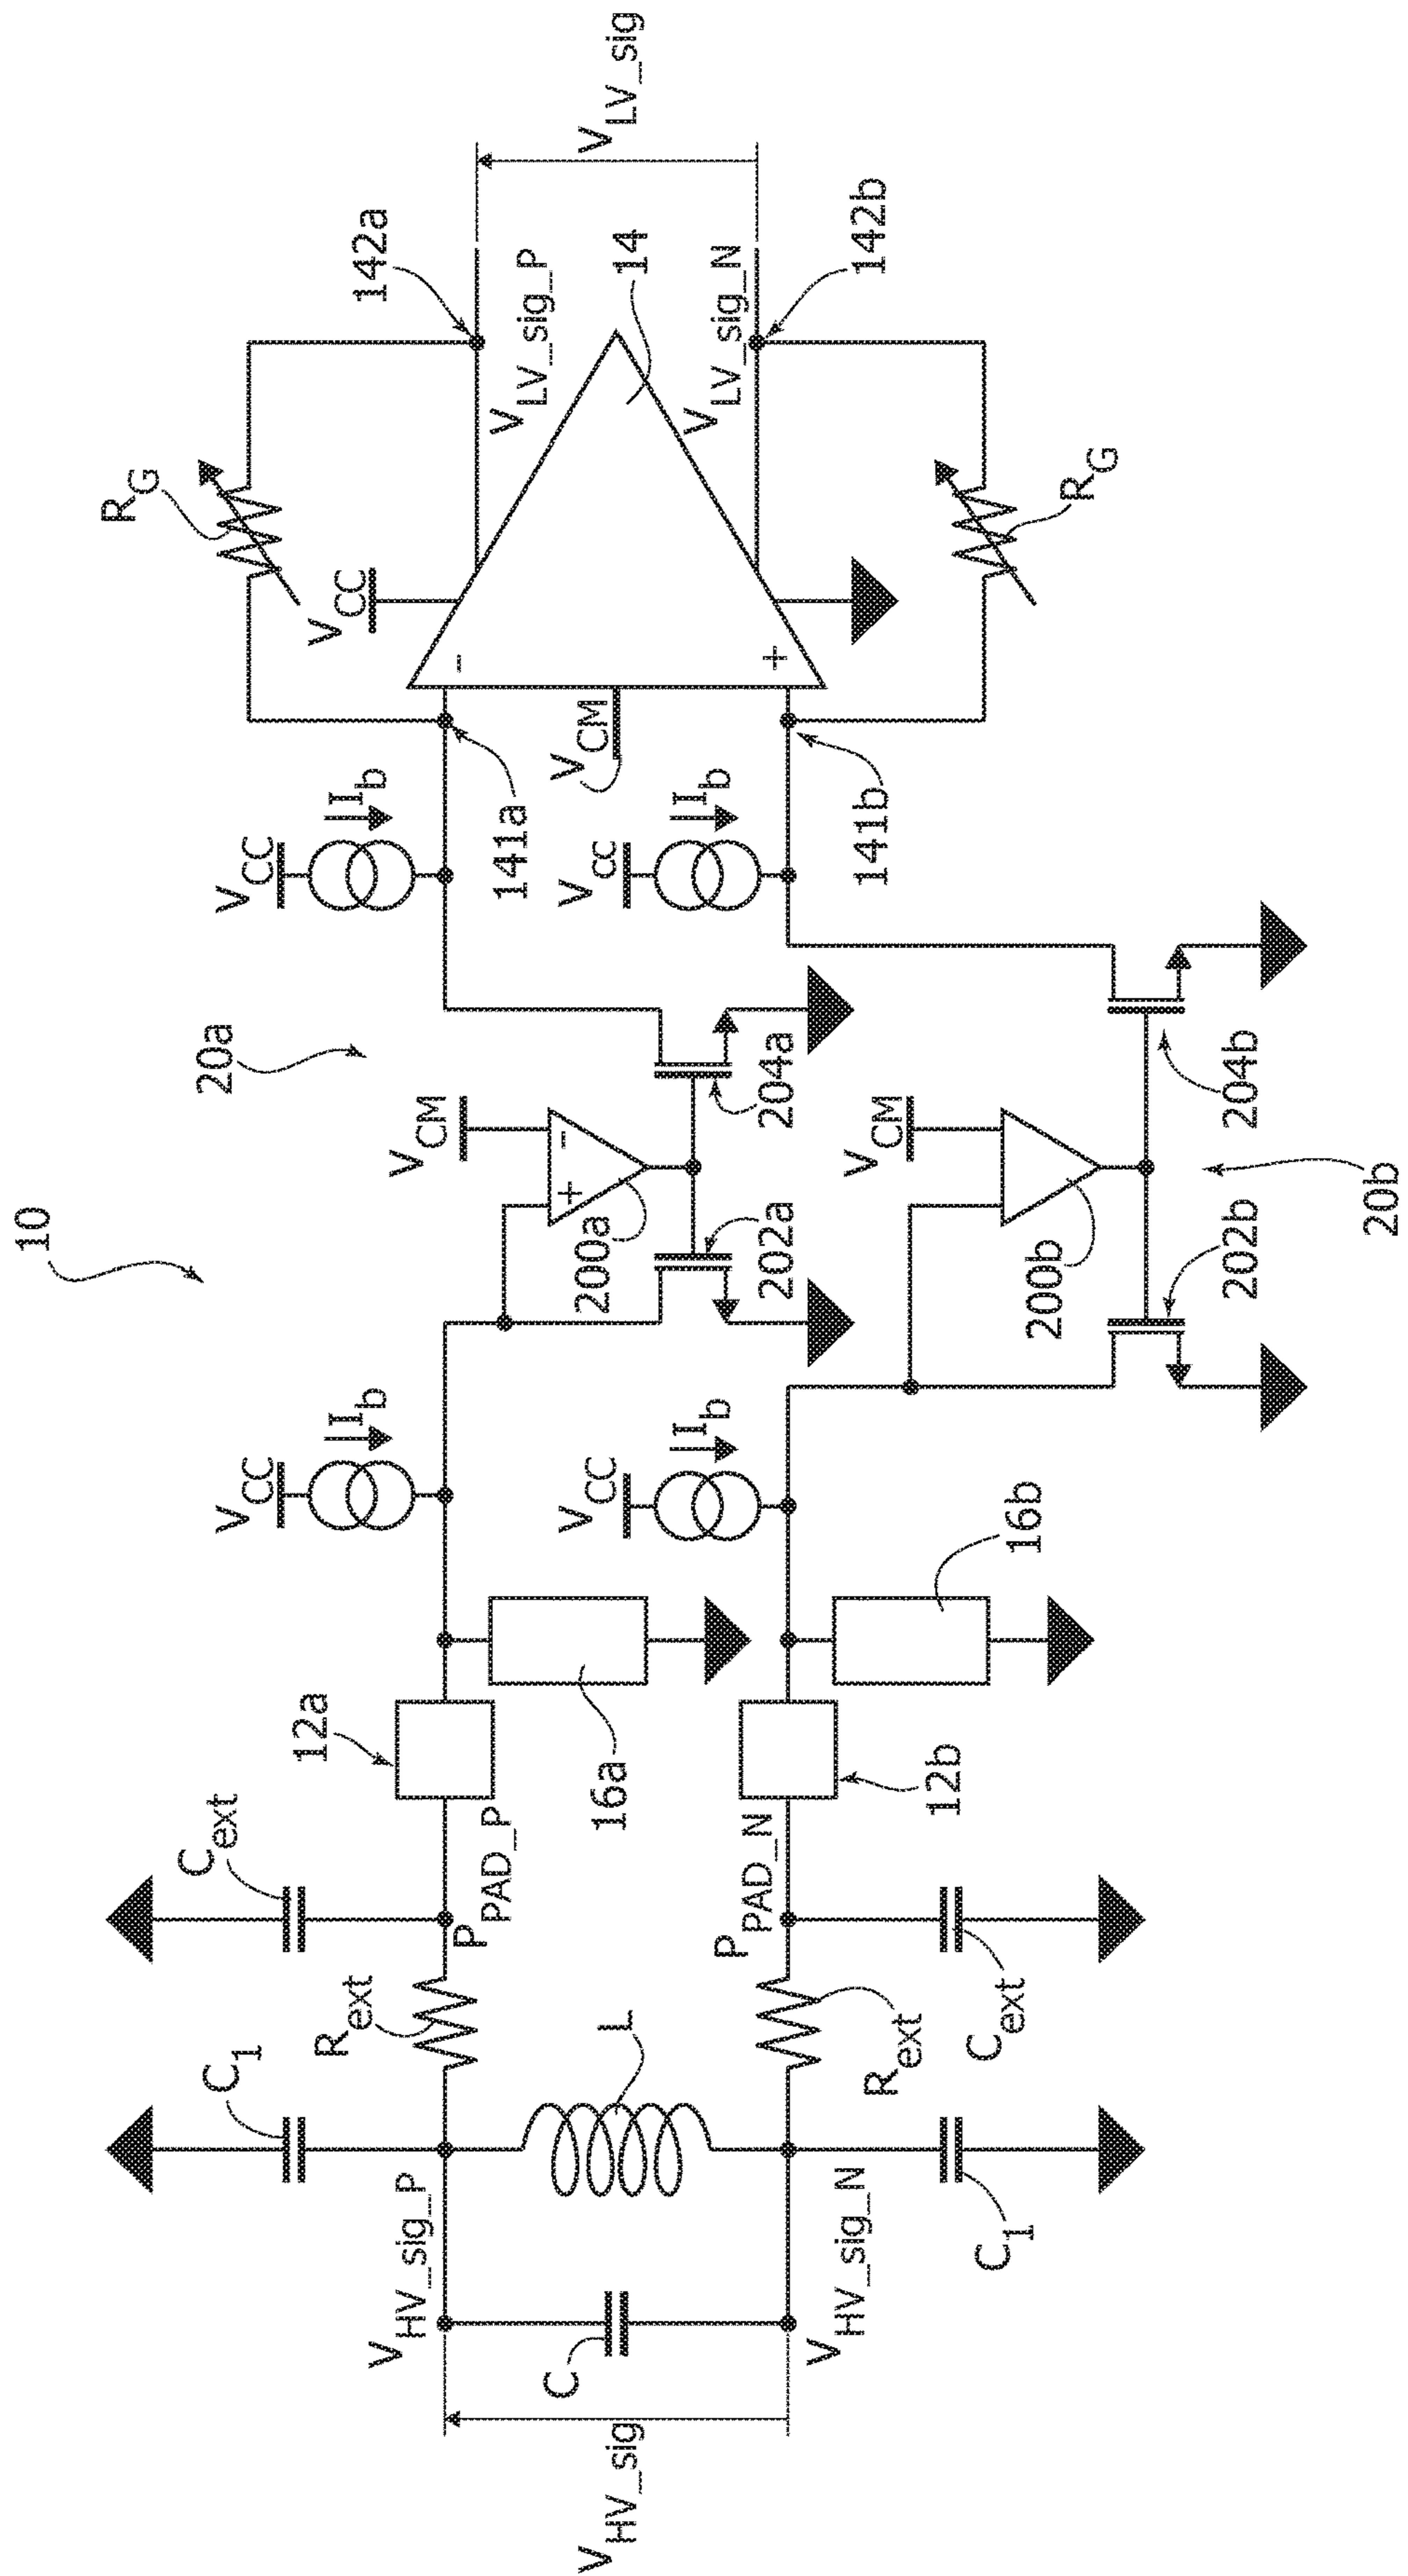 10
V_HV_sig
V_HV_sig_P
V_HV_sig_N
C
C_1
L
C_1
R_ext
R_ext
C_ext
C_ext
P_PAD_P
P_PAD_N
12a
12b
16a
16b
V_CC
I_b
V_CC
I_b
20a
V_CM
+
-
200a
202a
204a
V_CM
200b
202b
204b
20b
V_CC
I_b
V_CC
I_b
141a
141b
V_CM
-
+
V_CC
R_G
R_G
14
V_LV_sig_P
V_LV_sig_N
142a
142b
V_LV_sig